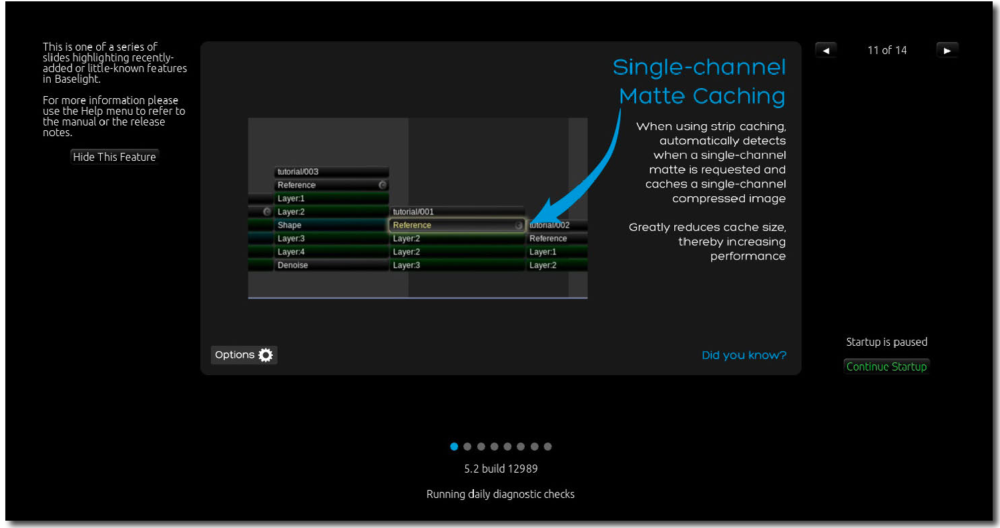 This is one of a series of
slides highlighting recently-
added or little-known features
in Baselight.
For more information please
use the Help menu to refer to
the manual or the release
notes.
Hide This Feature
Single-channel
Matte Caching
When using strip caching,
automatically detects
when a single-channel
matte is requested and
caches a single-channel
compressed image
Greatly reduces cache size,
thereby increasing
performance
tutorial/003
Reference
Layer:1
Layer:2
Shape
Layer:3
Layer:4
Denoise
tutorial/001
Reference
Layer:2
Layer:2
Layer:3
tutorial/002
Reference
Layer:1
Layer:2
Options
Did you know?
11 of 14
Startup is paused
Continue Startup
5.2 build 12989
Running daily diagnostic checks